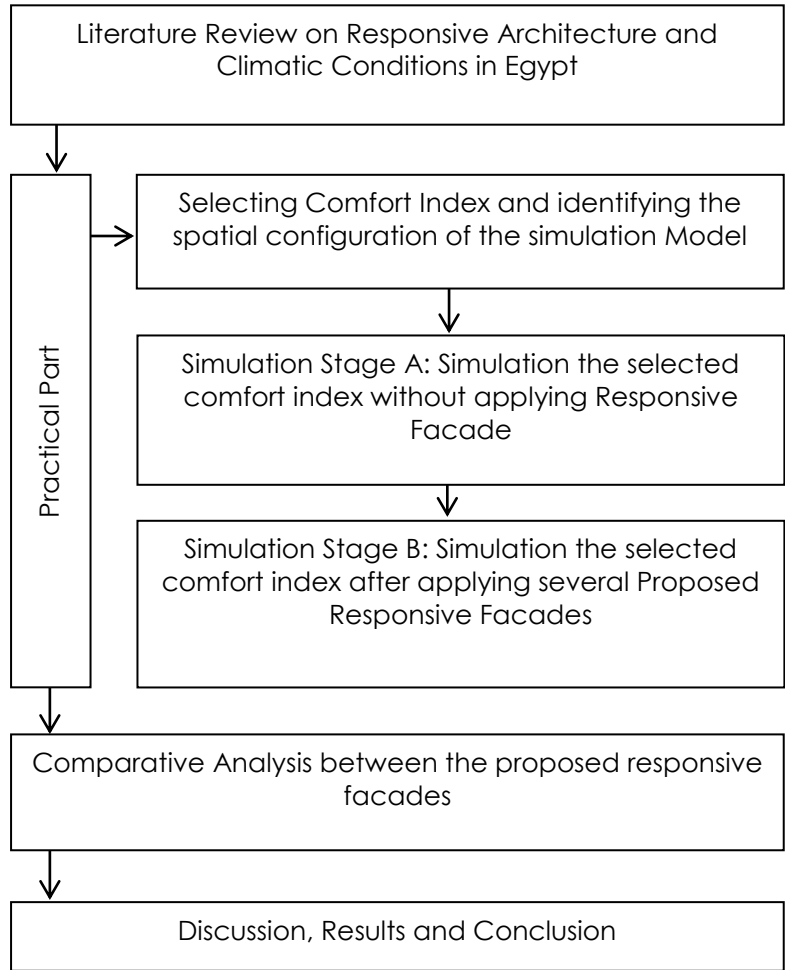 Literature Review on Responsive Architecture and
Climatic Conditions in Egypt
Practical Part
Selecting Comfort Index and identifying the
spatial configuration of the simulation Model
Simulation Stage A: Simulation the selected
comfort index without applying Responsive
Facade
Simulation Stage B: Simulation the selected
comfort index after applying several Proposed
Responsive Facades
Comparative Analysis between the proposed responsive
facades
Discussion, Results and Conclusion